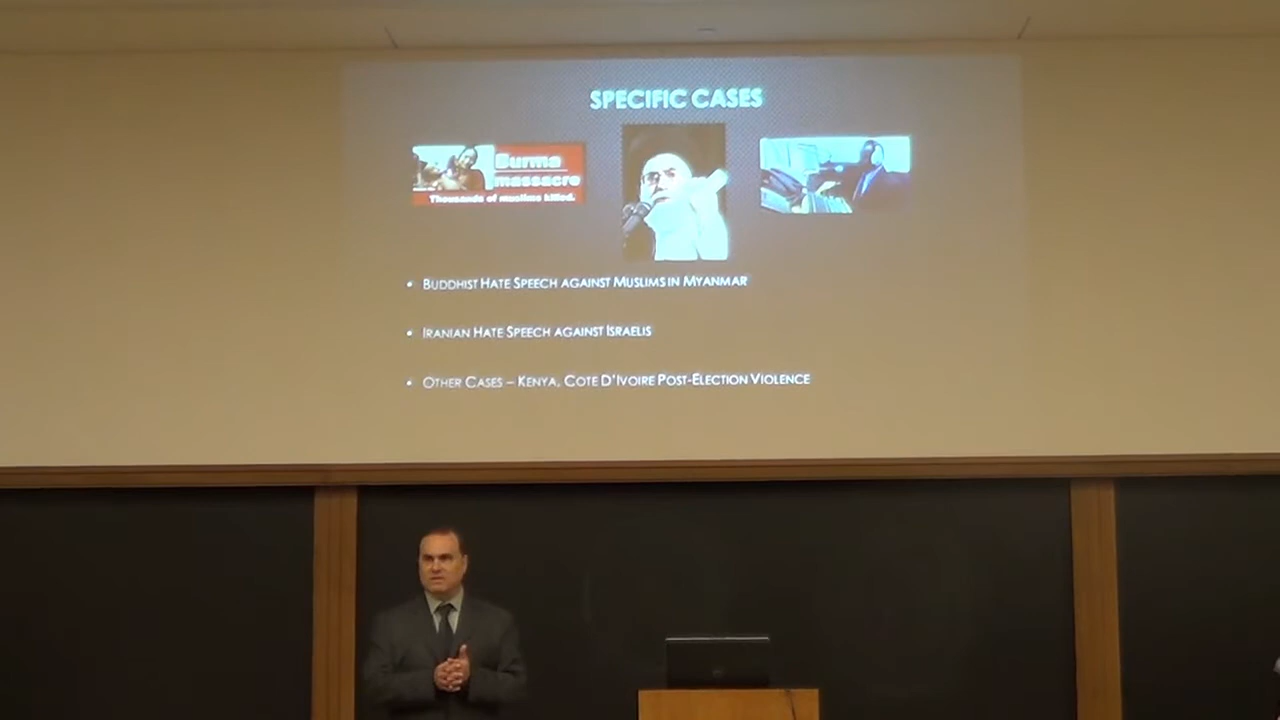 SPECIFIC CASES
Burma
massacre
Thousands of muslims killed.
• BUDDHIST HATE SPEECH AGAINST MUSLIMS IN MYANMAR
• IRANIAN HATE SPEECH AGAINST ISRAELIS
• OTHER CASES – KENYA, COTE D'IVOIRE POST-ELECTION VIOLENCE